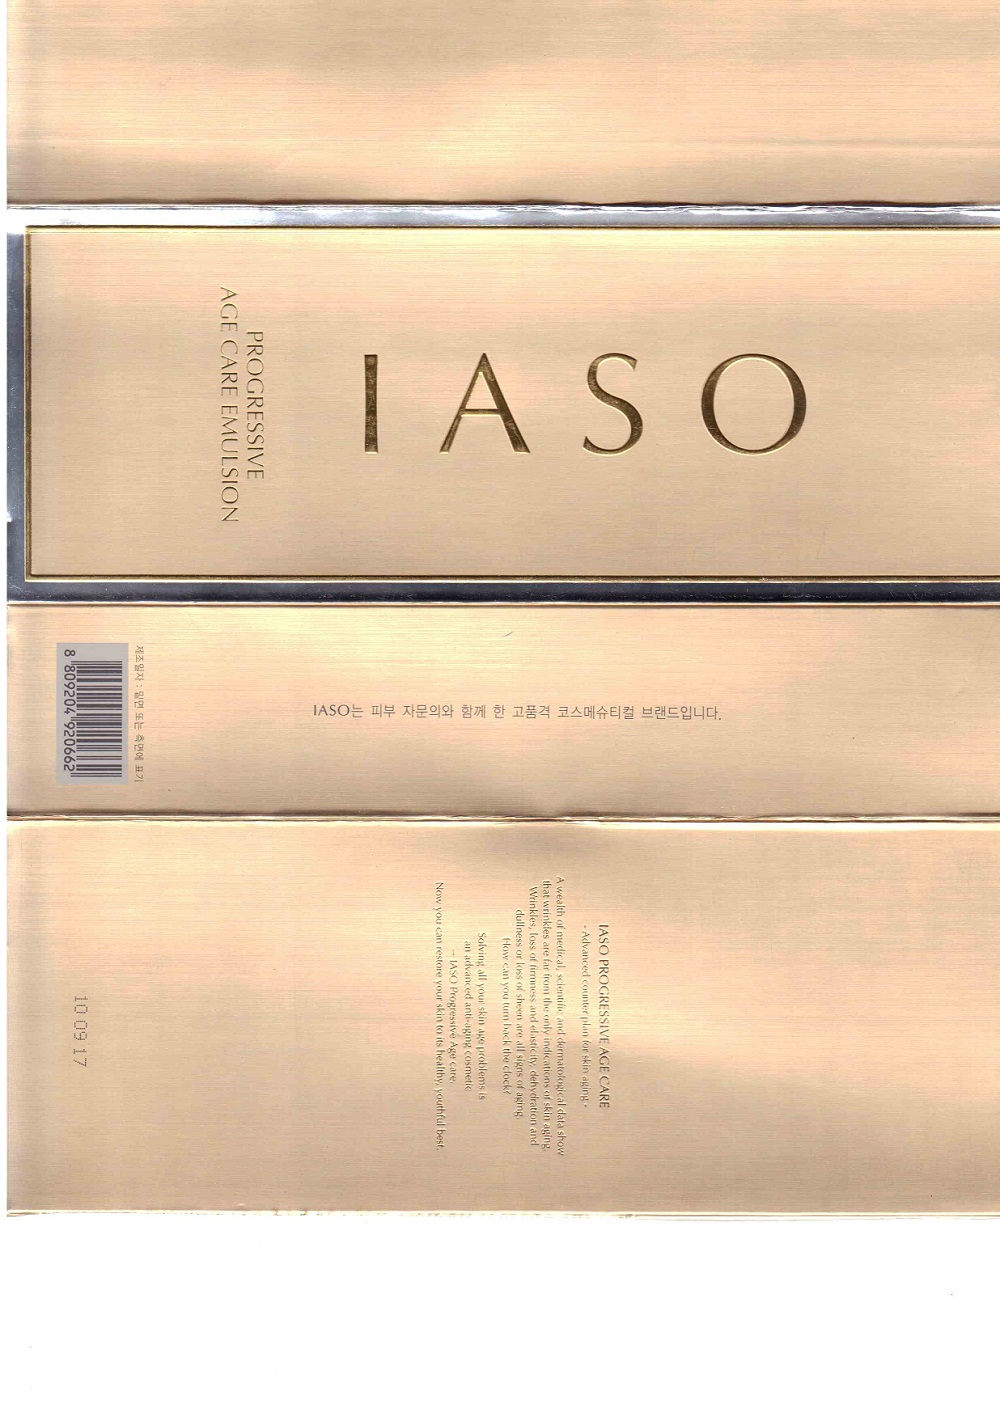 IASO
PROGRESSIVE
AGE CARE EMULSION
IASO는 피부 자문의와 함께 한 고품격 코스메슈티컬 브랜드입니다.
제조일자 : 밑면 또는 측면에 표기
8 809204 920662
IASO PROGRESSIVE AGE CARE
- Advanced counter plan for skin aging -
A wealth of medical, scientific and dermatological data show
that wrinkles are far from the only indications of skin aging.
Wrinkles, loss of firmness and elasticity, dehydration and
dullness or loss of sheen are all signs of aging.
How can you turn back the clock?
Solving all your skin age problems is
an advanced anti-aging cosmetic
- IASO Progressive Age care.
Now you can restore your skin to its healthy, youthful best.
10 09 17